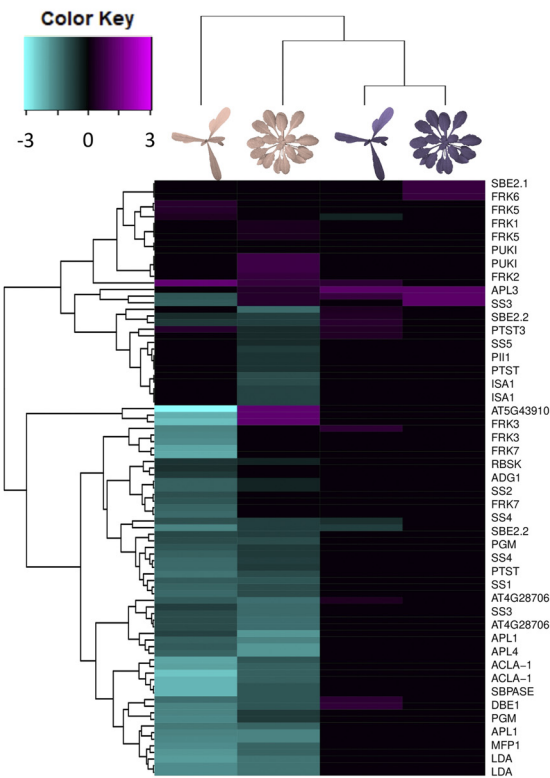 Color Key
-3 0 3
SBE2.1
FRK6
FRK5
FRK1
FRK5
PUKI
PUKI
FRK2
APL3
SS3
SBE2.2
PTST3
SS5
PII1
PTST
ISA1
ISA1
AT5G43910
FRK3
FRK3
FRK7
RBSK
ADG1
SS2
FRK7
SS4
SBE2.2
PGM
SS4
PTST
SS1
AT4G28706
SS3
AT4G28706
APL1
APL4
ACLA-1
ACLA-1
SBPASE
DBE1
PGM
APL1
MFP1
LDA
LDA